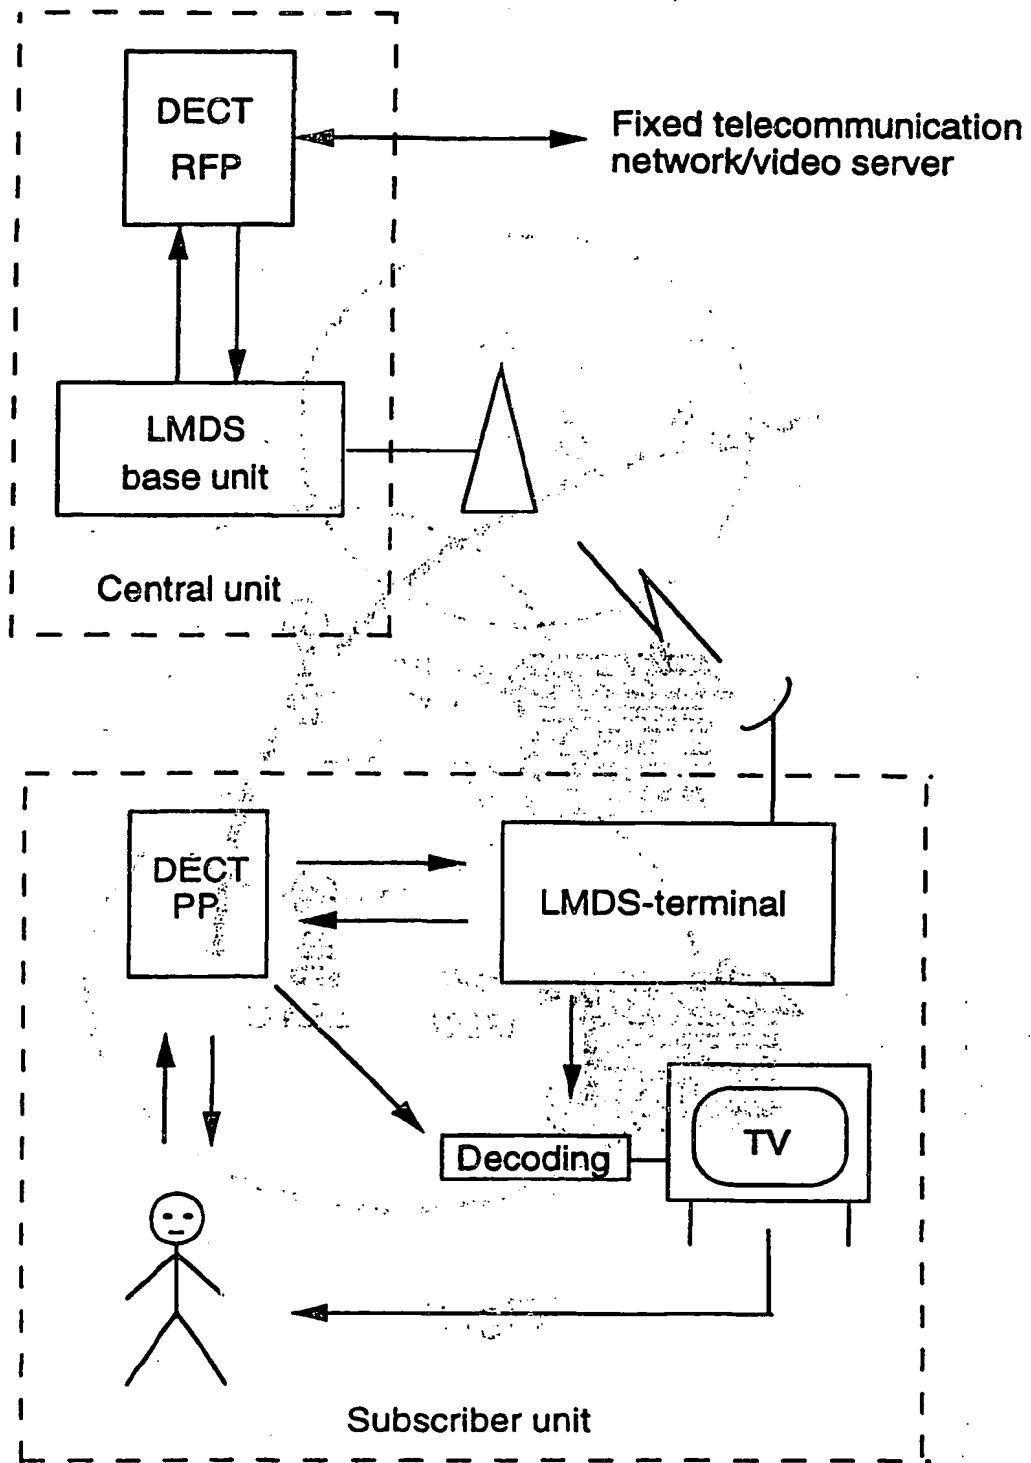 DECT
RFP
Fixed telecommunication
network/video server
LMDS
base unit
Central unit
DECT
PP
LMDS-terminal
Decoding
TV
Subscriber unit